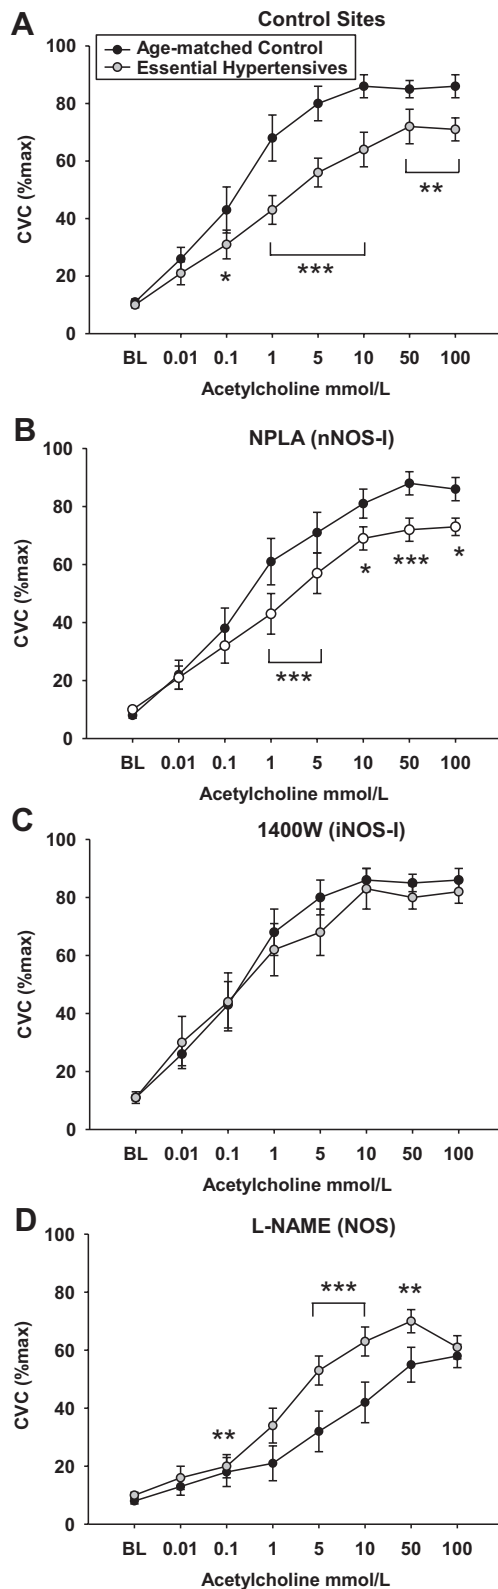 A
Control Sites
Age-matched Control
Essential Hypertensives
100
80
60
40
20
0
CVC (%max)
*
***
**
BL 0.01 0.1 1 5 10 50 100
Acetylcholine mmol/L
B
NPLA (nNOS-I)
100
80
60
40
20
0
CVC (%max)
***
* *** *
BL 0.01 0.1 1 5 10 50 100
Acetylcholine mmol/L
C
1400W (iNOS-I)
100
80
60
40
20
0
CVC (%max)
BL 0.01 0.1 1 5 10 50 100
Acetylcholine mmol/L
D
L-NAME (NOS)
100
80
60
40
20
0
CVC (%max)
**
***
**
BL 0.01 0.1 1 5 10 50 100
Acetylcholine mmol/L